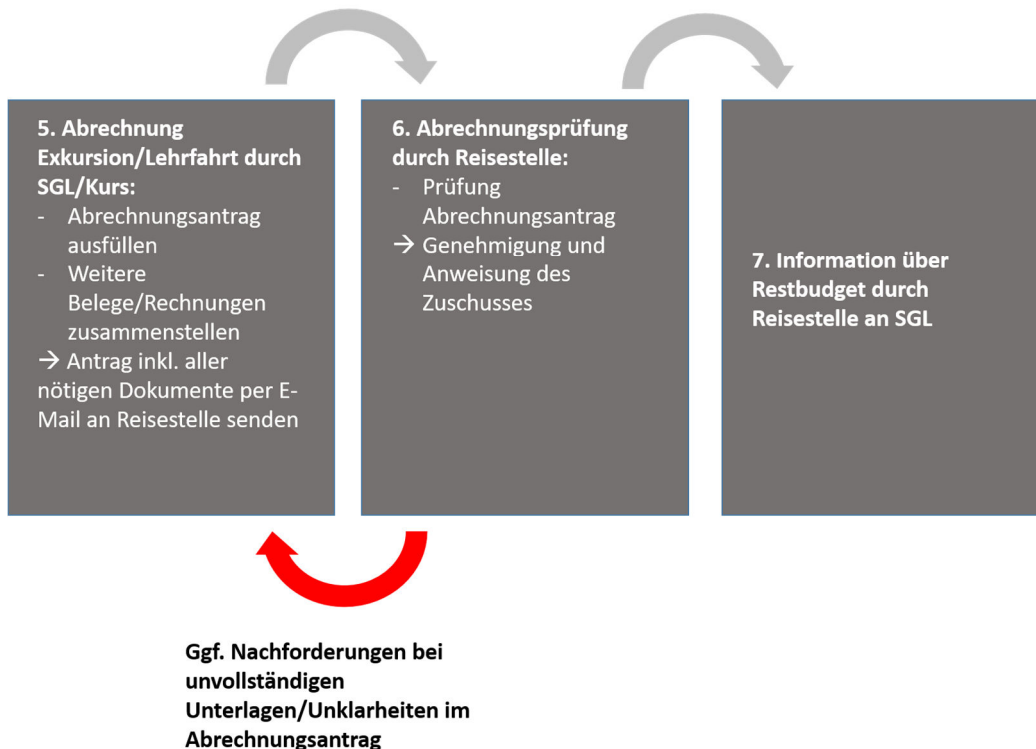 5. Abrechnung
Exkursion/Lehrfahrt durch
SGL/Kurs:
- Abrechnungsantrag
ausfüllen
- Weitere
Belege/Rechnungen
zusammenstellen
→ Antrag inkl. aller
nötigen Dokumente per E-
Mail an Reisestelle senden
6. Abrechnungsprüfung
durch Reisestelle:
- Prüfung
Abrechnungsantrag
→ Genehmigung und
Anweisung des
Zuschusses
7. Information über
Restbudget durch
Reisestelle an SGL
Ggf. Nachforderungen bei
unvollständigen
Unterlagen/Unklarheiten im
Abrechnungsantrag